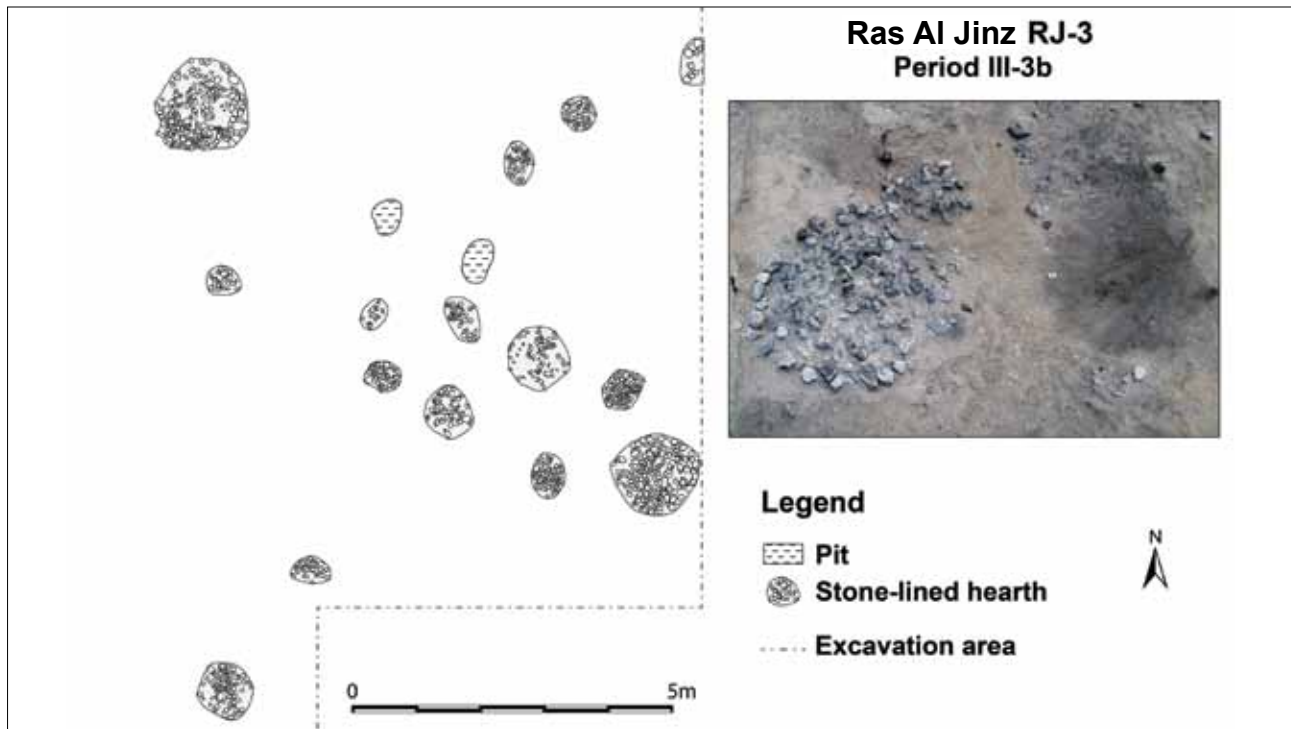 Ras Al Jinz RJ-3
Period III-3b
Legend
Pit
Stone-lined hearth
Excavation area
N
0 5m